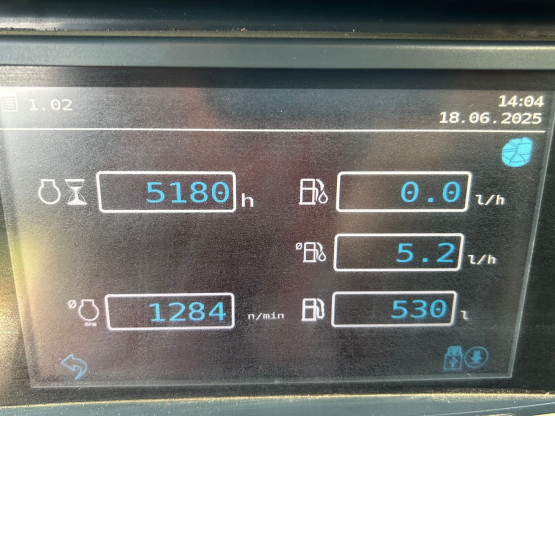 1.02
14:04
18.06.2025
5180 h
0.0 l/h
ø 5.2 l/h
ø 1284 n/min
530 l